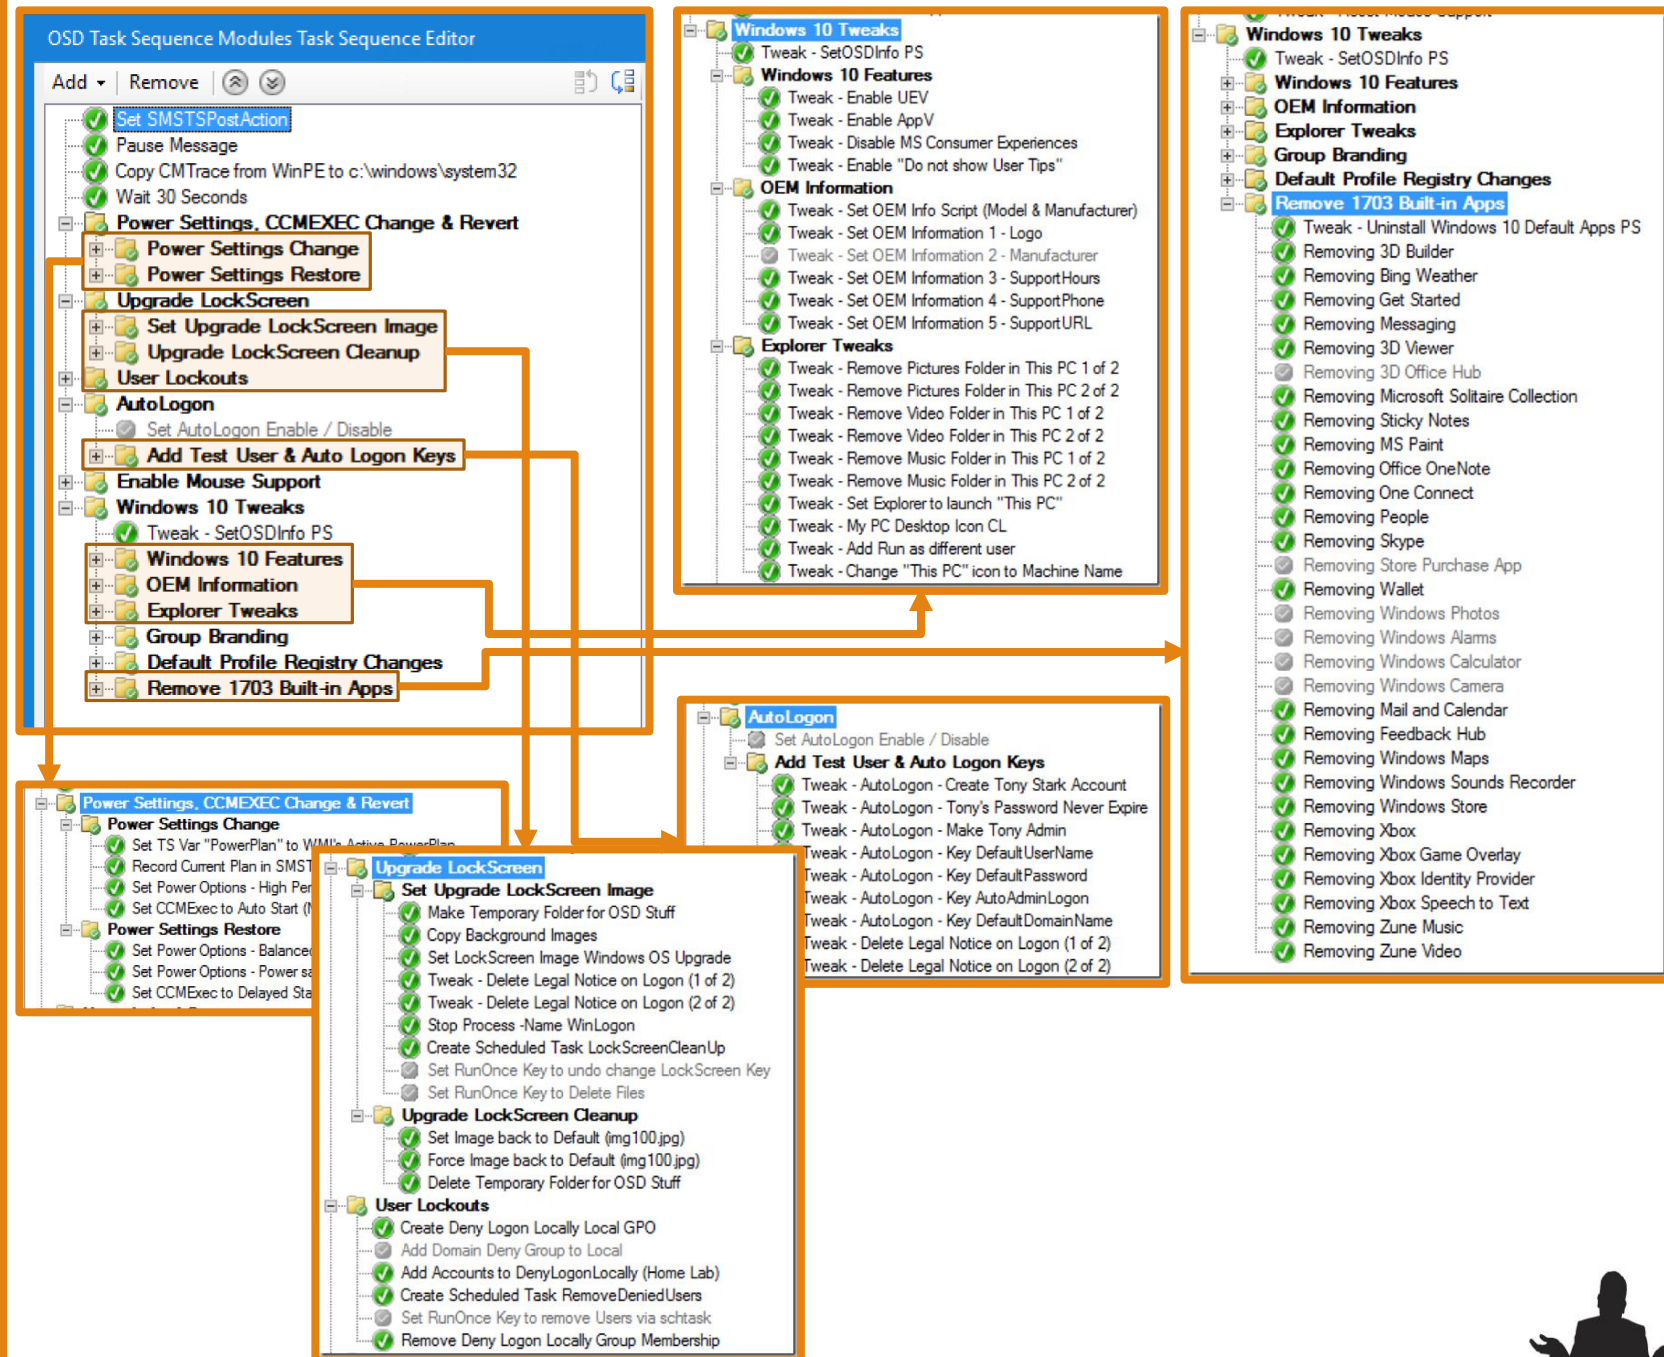 OSD Task Sequence Modules Task Sequence Editor
Add
Remove
Set SMSTSPostAction
Pause Message
Copy CMTrace from WinPE to c:\windows\system32
Wait 30 Seconds
Power Settings, CCMEXEC Change & Revert
Power Settings Change
Power Settings Restore
Upgrade LockScreen
Set Upgrade LockScreen Image
Upgrade LockScreen Cleanup
User Lockouts
AutoLogon
Set AutoLogon Enable / Disable
Add Test User & Auto Logon Keys
Enable Mouse Support
Windows 10 Tweaks
Tweak - SetOSDInfo PS
Windows 10 Features
OEM Information
Explorer Tweaks
Group Branding
Default Profile Registry Changes
Remove 1703 Built-in Apps
Windows 10 Tweaks
Tweak - SetOSDInfo PS
Windows 10 Features
Tweak - Enable UEV
Tweak - Enable AppV
Tweak - Disable MS Consumer Experiences
Tweak - Enable "Do not show User Tips"
OEM Information
Tweak - Set OEM Info Script (Model & Manufacturer)
Tweak - Set OEM Information 1 - Logo
Tweak - Set OEM Information 2 - Manufacturer
Tweak - Set OEM Information 3 - SupportHours
Tweak - Set OEM Information 4 - SupportPhone
Tweak - Set OEM Information 5 - SupportURL
Explorer Tweaks
Tweak - Remove Pictures Folder in This PC 1 of 2
Tweak - Remove Pictures Folder in This PC 2 of 2
Tweak - Remove Video Folder in This PC 1 of 2
Tweak - Remove Video Folder in This PC 2 of 2
Tweak - Remove Music Folder in This PC 1 of 2
Tweak - Remove Music Folder in This PC 2 of 2
Tweak - Set Explorer to launch "This PC"
Tweak - My PC Desktop Icon CL
Tweak - Add Run as different user
Tweak - Change "This PC" icon to Machine Name
Windows 10 Tweaks
Tweak - SetOSDInfo PS
Windows 10 Features
OEM Information
Explorer Tweaks
Group Branding
Default Profile Registry Changes
Remove 1703 Built-in Apps
Tweak - Uninstall Windows 10 Default Apps PS
Removing 3D Builder
Removing Bing Weather
Removing Get Started
Removing Messaging
Removing 3D Viewer
Removing 3D Office Hub
Removing Microsoft Solitaire Collection
Removing Sticky Notes
Removing MS Paint
Removing Office OneNote
Removing One Connect
Removing People
Removing Skype
Removing Store Purchase App
Removing Wallet
Removing Windows Photos
Removing Windows Alarms
Removing Windows Calculator
Removing Windows Camera
Removing Mail and Calendar
Removing Feedback Hub
Removing Windows Maps
Removing Windows Sounds Recorder
Removing Windows Store
Removing Xbox
Removing Xbox Game Overlay
Removing Xbox Identity Provider
Removing Xbox Speech to Text
Removing Zune Music
Removing Zune Video
Power Settings, CCMEXEC Change & Revert
Power Settings Change
Set TS Var "PowerPlan" to WMI's Active PowerPlan
Record Current Plan in SMST
Set Power Options - High Per
Set CCMExec to Auto Start
Power Settings Restore
Set Power Options - Balanced
Set Power Options - Power sa
Set CCMExec to Delayed Sta
Upgrade LockScreen
Set Upgrade LockScreen Image
Make Temporary Folder for OSD Stuff
Copy Background Images
Set LockScreen Image Windows OS Upgrade
Tweak - Delete Legal Notice on Logon (1 of 2)
Tweak - Delete Legal Notice on Logon (2 of 2)
Stop Process -Name WinLogon
Create Scheduled Task LockScreenCleanUp
Set RunOnce Key to undo change LockScreen Key
Set RunOnce Key to Delete Files
Upgrade LockScreen Cleanup
Set Image back to Default (img100.jpg)
Force Image back to Default (img100.jpg)
Delete Temporary Folder for OSD Stuff
User Lockouts
Create Deny Logon Locally Local GPO
Add Domain Deny Group to Local
Add Accounts to DenyLogonLocally (Home Lab)
Create Scheduled Task RemoveDeniedUsers
Set RunOnce Key to remove Users via schtask
Remove Deny Logon Locally Group Membership
AutoLogon
Set AutoLogon Enable / Disable
Add Test User & Auto Logon Keys
Tweak - AutoLogon - Create Tony Stark Account
Tweak - AutoLogon - Tony's Password Never Expire
Tweak - AutoLogon - Make Tony Admin
Tweak - AutoLogon - Key DefaultUserName
Tweak - AutoLogon - Key DefaultPassword
Tweak - AutoLogon - Key AutoAdminLogon
Tweak - AutoLogon - Key DefaultDomainName
Tweak - Delete Legal Notice on Logon (1 of 2)
Tweak - Delete Legal Notice on Logon (2 of 2)